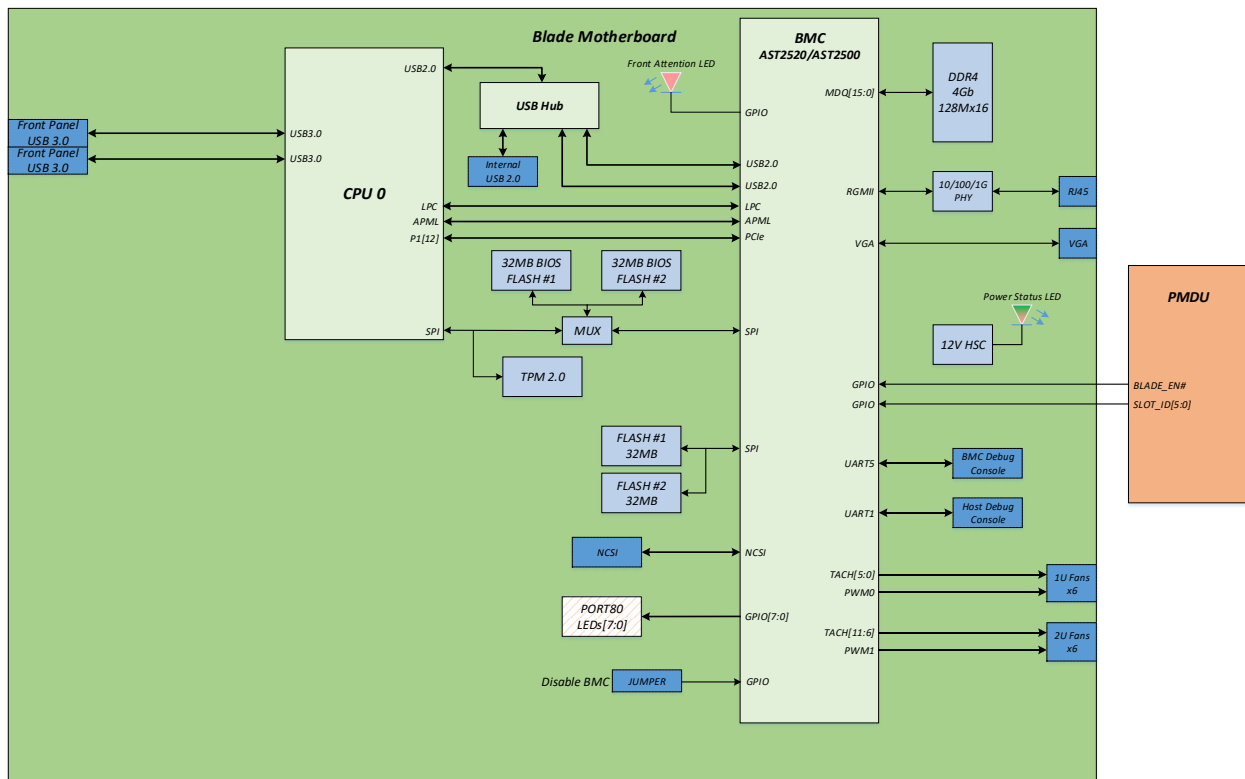 Blade Motherboard
BMC
AST2520/AST2500
USB2.0
USB Hub
Front Attention LED
GPIO
MDQ[15:0]
DDR4
4Gb
128Mx16
Front Panel
USB 3.0
Front Panel
USB 3.0
USB3.0
USB3.0
CPU 0
Internal
USB 2.0
USB2.0
USB2.0
RGMII
10/100/1G
PHY
RJ45
LPC
APML
P1[12]
LPC
APML
PCIe
VGA
VGA
32MB BIOS
FLASH #1
32MB BIOS
FLASH #2
MUX
SPI
SPI
TPM 2.0
Power Status LED
12V HSC
PMDU
GPIO
GPIO
BLADE_EN#
SLOT_ID[5:0]
FLASH #1
32MB
FLASH #2
32MB
SPI
UART5
BMC Debug
Console
UART1
Host Debug
Console
NCSI
NCSI
TACH[5:0]
PWM0
1U Fans
x6
PORT80
LEDs[7:0]
GPIO[7:0]
TACH[11:6]
PWM1
2U Fans
x6
Disable BMC
JUMPER
GPIO